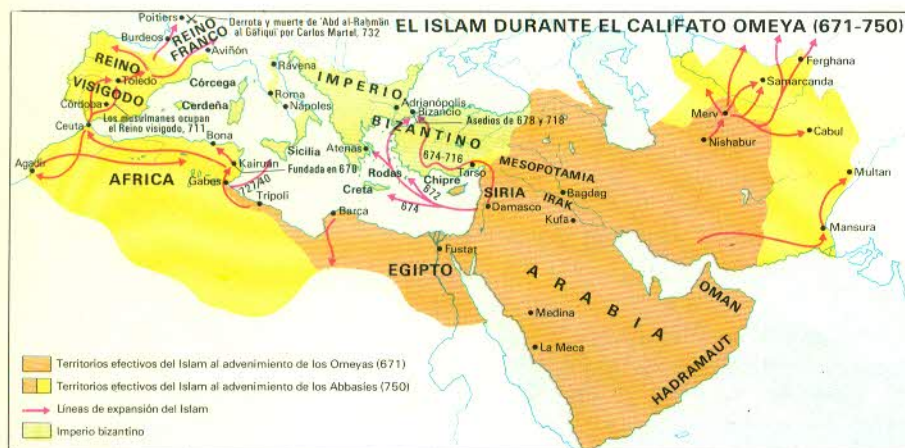 EL ISLAM DURANTE EL CALIFATO OMEYA (671-750)
Poitiers
Derrota y muerte de 'Abd al-Raḥmān
al Gāfiquī por Carlos Martel, 732
Burdeos
REINO
FRANCO
Aviñón
REINO
VISIGODO
Toledo
Córdoba
Los musulmanes ocupan
el Reino visigodo, 711
Ceuta
Agadir
Córcega
Cerdeña
Rávena
Roma
Nápoles
Sicilia
Bona
Kairuán
Fundada en 670
Gabes
727/40
Trípoli
AFRICA
IMPERIO
BIZANTINO
Adrianópolis
Bizancio
Asedios de 678 y 718
Atenas
674-716
Rodas
672
Chipre
Creta
674
Tarso
MESOPOTAMIA
SIRIA
Damasco
IRAK
Bagdag
Kufa
Barca
Fustat
EGIPTO
ARABIA
Medina
La Meca
OMAN
HADRAMAUT
Ferghana
Samarcanda
Merv
Nishabur
Cabul
Multan
Mansura
Territorios efectivos del Islam al advenimiento de los Omeyas (671)
Territorios efectivos del Islam al advenimiento de los Abbasíes (750)
Líneas de expansión del Islam
Imperio bizantino